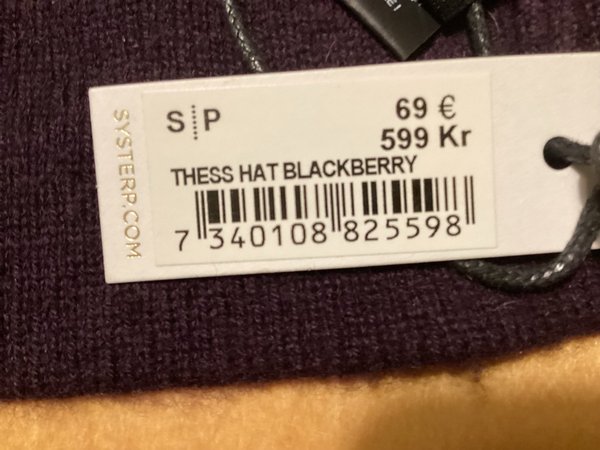 SYSTERP.COM
S P
69 €
599 Kr
THESS HAT BLACKBERRY
7 340108 825598